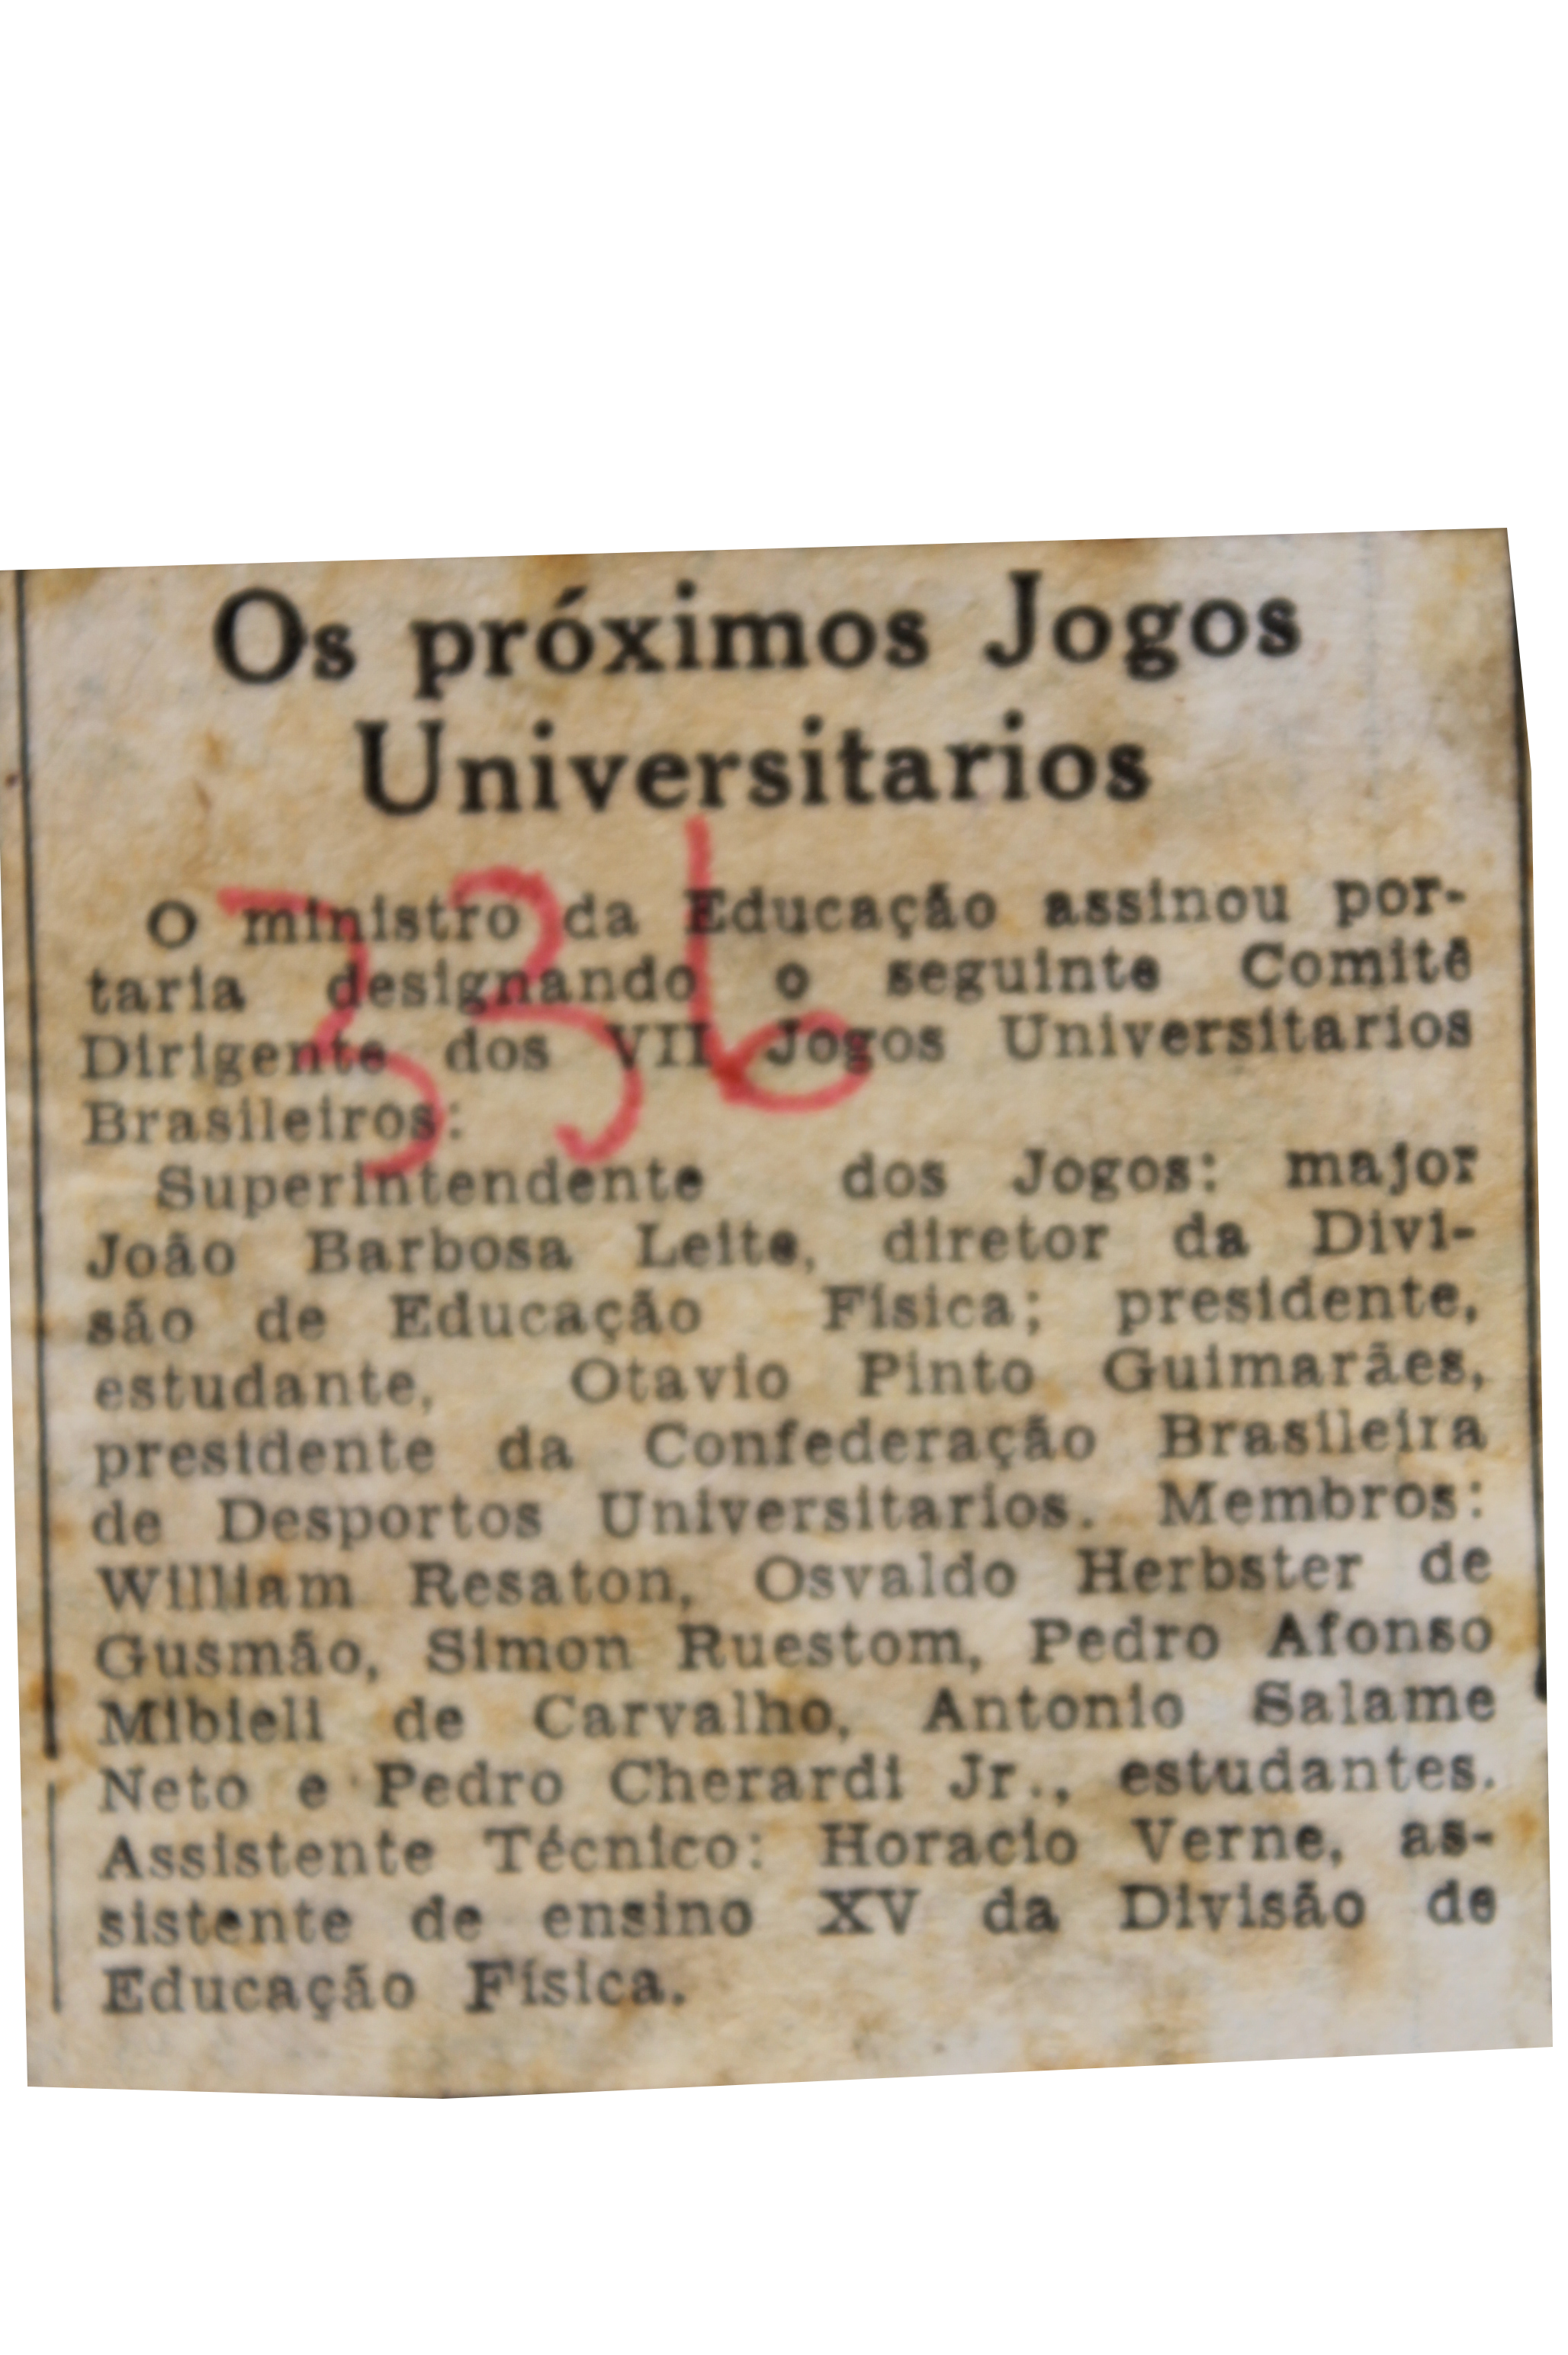 Os próximos Jogos
Universitarios
336
O ministro da Educação assinou por-
taria designando o seguinte Comitê
Dirigente dos VII Jogos Universitarios
Brasileiros:
Superintendente dos Jogos: major
João Barbosa Leite, diretor da Divi-
são de Educação Física; presidente,
estudante, Otavio Pinto Guimarães,
presidente da Confederação Brasileira
de Desportos Universitarios. Membros:
William Resaton, Osvaldo Herbster de
Gusmão, Simon Ruestom, Pedro Afonso
Mibieli de Carvalho, Antonio Salame
Neto e Pedro Cherardi Jr., estudantes.
Assistente Técnico: Horacio Verne, as-
sistente de ensino XV da Divisão de
Educação Física.